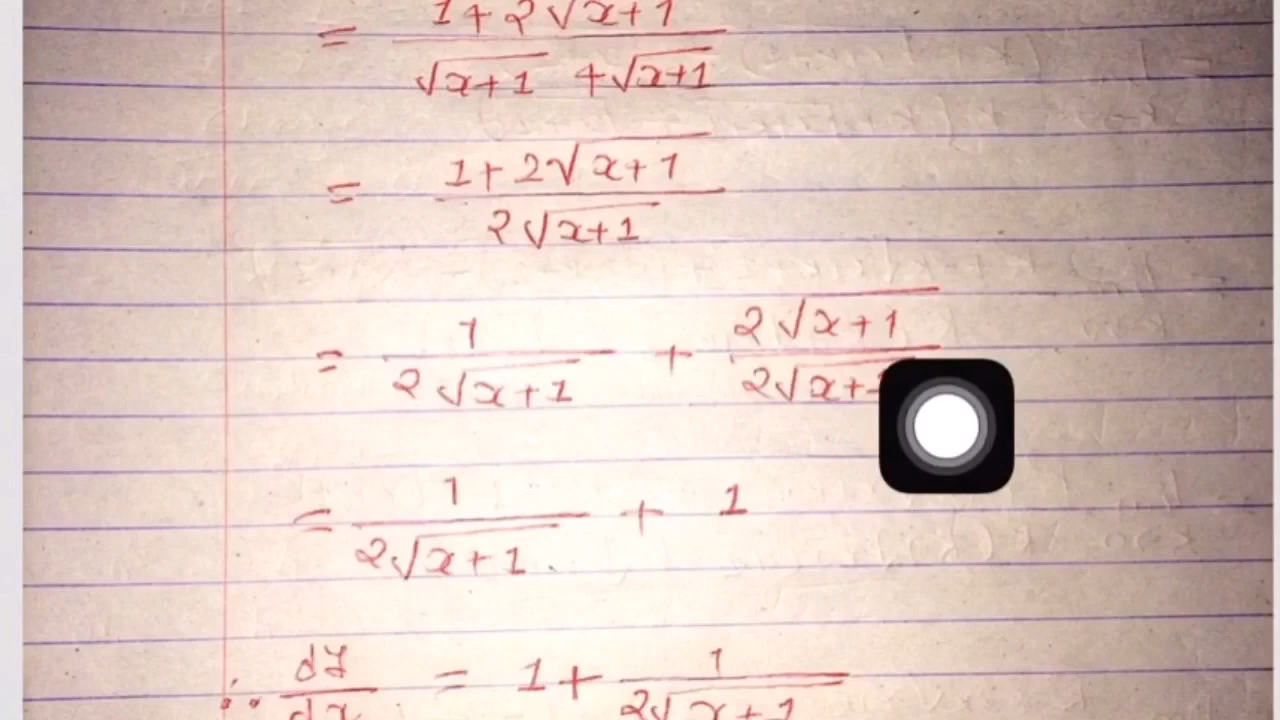 = (1 + 2√(x+1)) / (√(x+1) + √(x+1))
= (1 + 2√(x+1)) / (2√(x+1))
= 1 / (2√(x+1)) + (2√(x+1)) / (2√(x+1
= 1 / (2√(x+1)) + 1
∴ dy/dx = 1 + 1 / (2√(x+1))